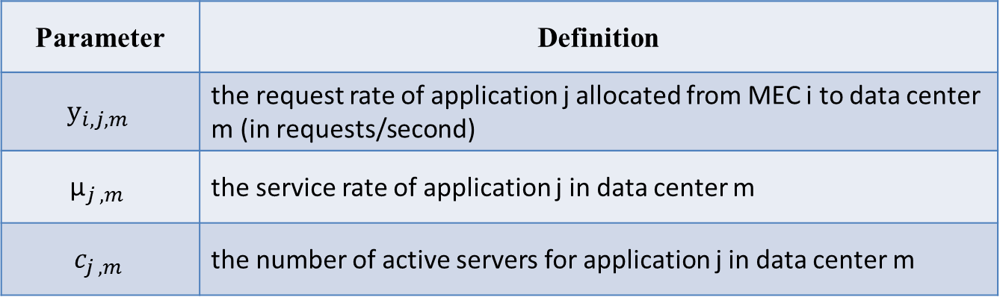 Parameter Definition
y_{i,j,m} the request rate of application j allocated from MEC i to data center
m (in requests/second)
μ_{j,m} the service rate of application j in data center m
c_{j,m} the number of active servers for application j in data center m